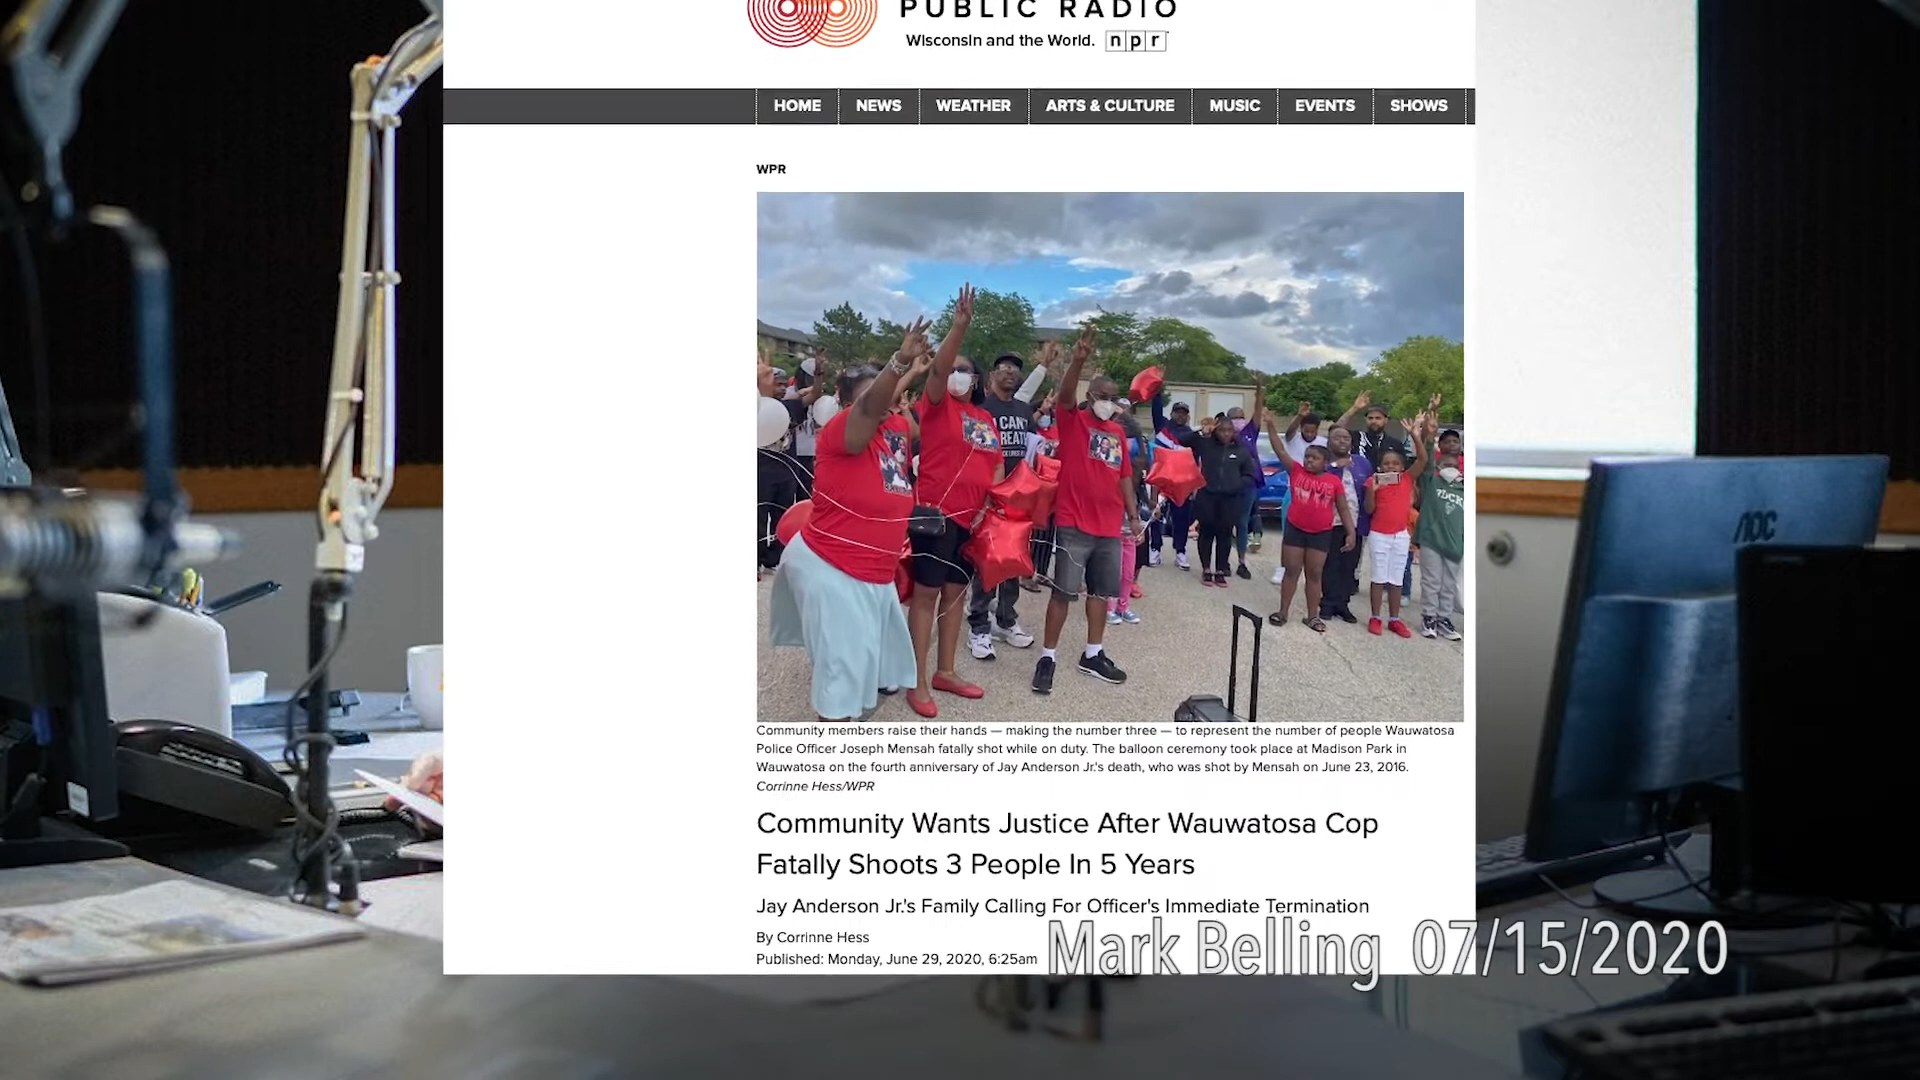 PUBLIC RADIO
Wisconsin and the World. npr
HOME NEWS WEATHER ARTS & CULTURE MUSIC EVENTS SHOWS
WPR
I CAN'T
BREATHE
LOVE
AOC
Community members raise their hands — making the number three — to represent the number of people Wauwatosa
Police Officer Joseph Mensah fatally shot while on duty. The balloon ceremony took place at Madison Park in
Wauwatosa on the fourth anniversary of Jay Anderson Jr.'s death, who was shot by Mensah on June 23, 2016.
Corrinne Hess/WPR
Community Wants Justice After Wauwatosa Cop
Fatally Shoots 3 People In 5 Years
Jay Anderson Jr.'s Family Calling For Officer's Immediate Termination
By Corrinne Hess
Published: Monday, June 29, 2020, 6:25am
Mark Belling 07/15/2020